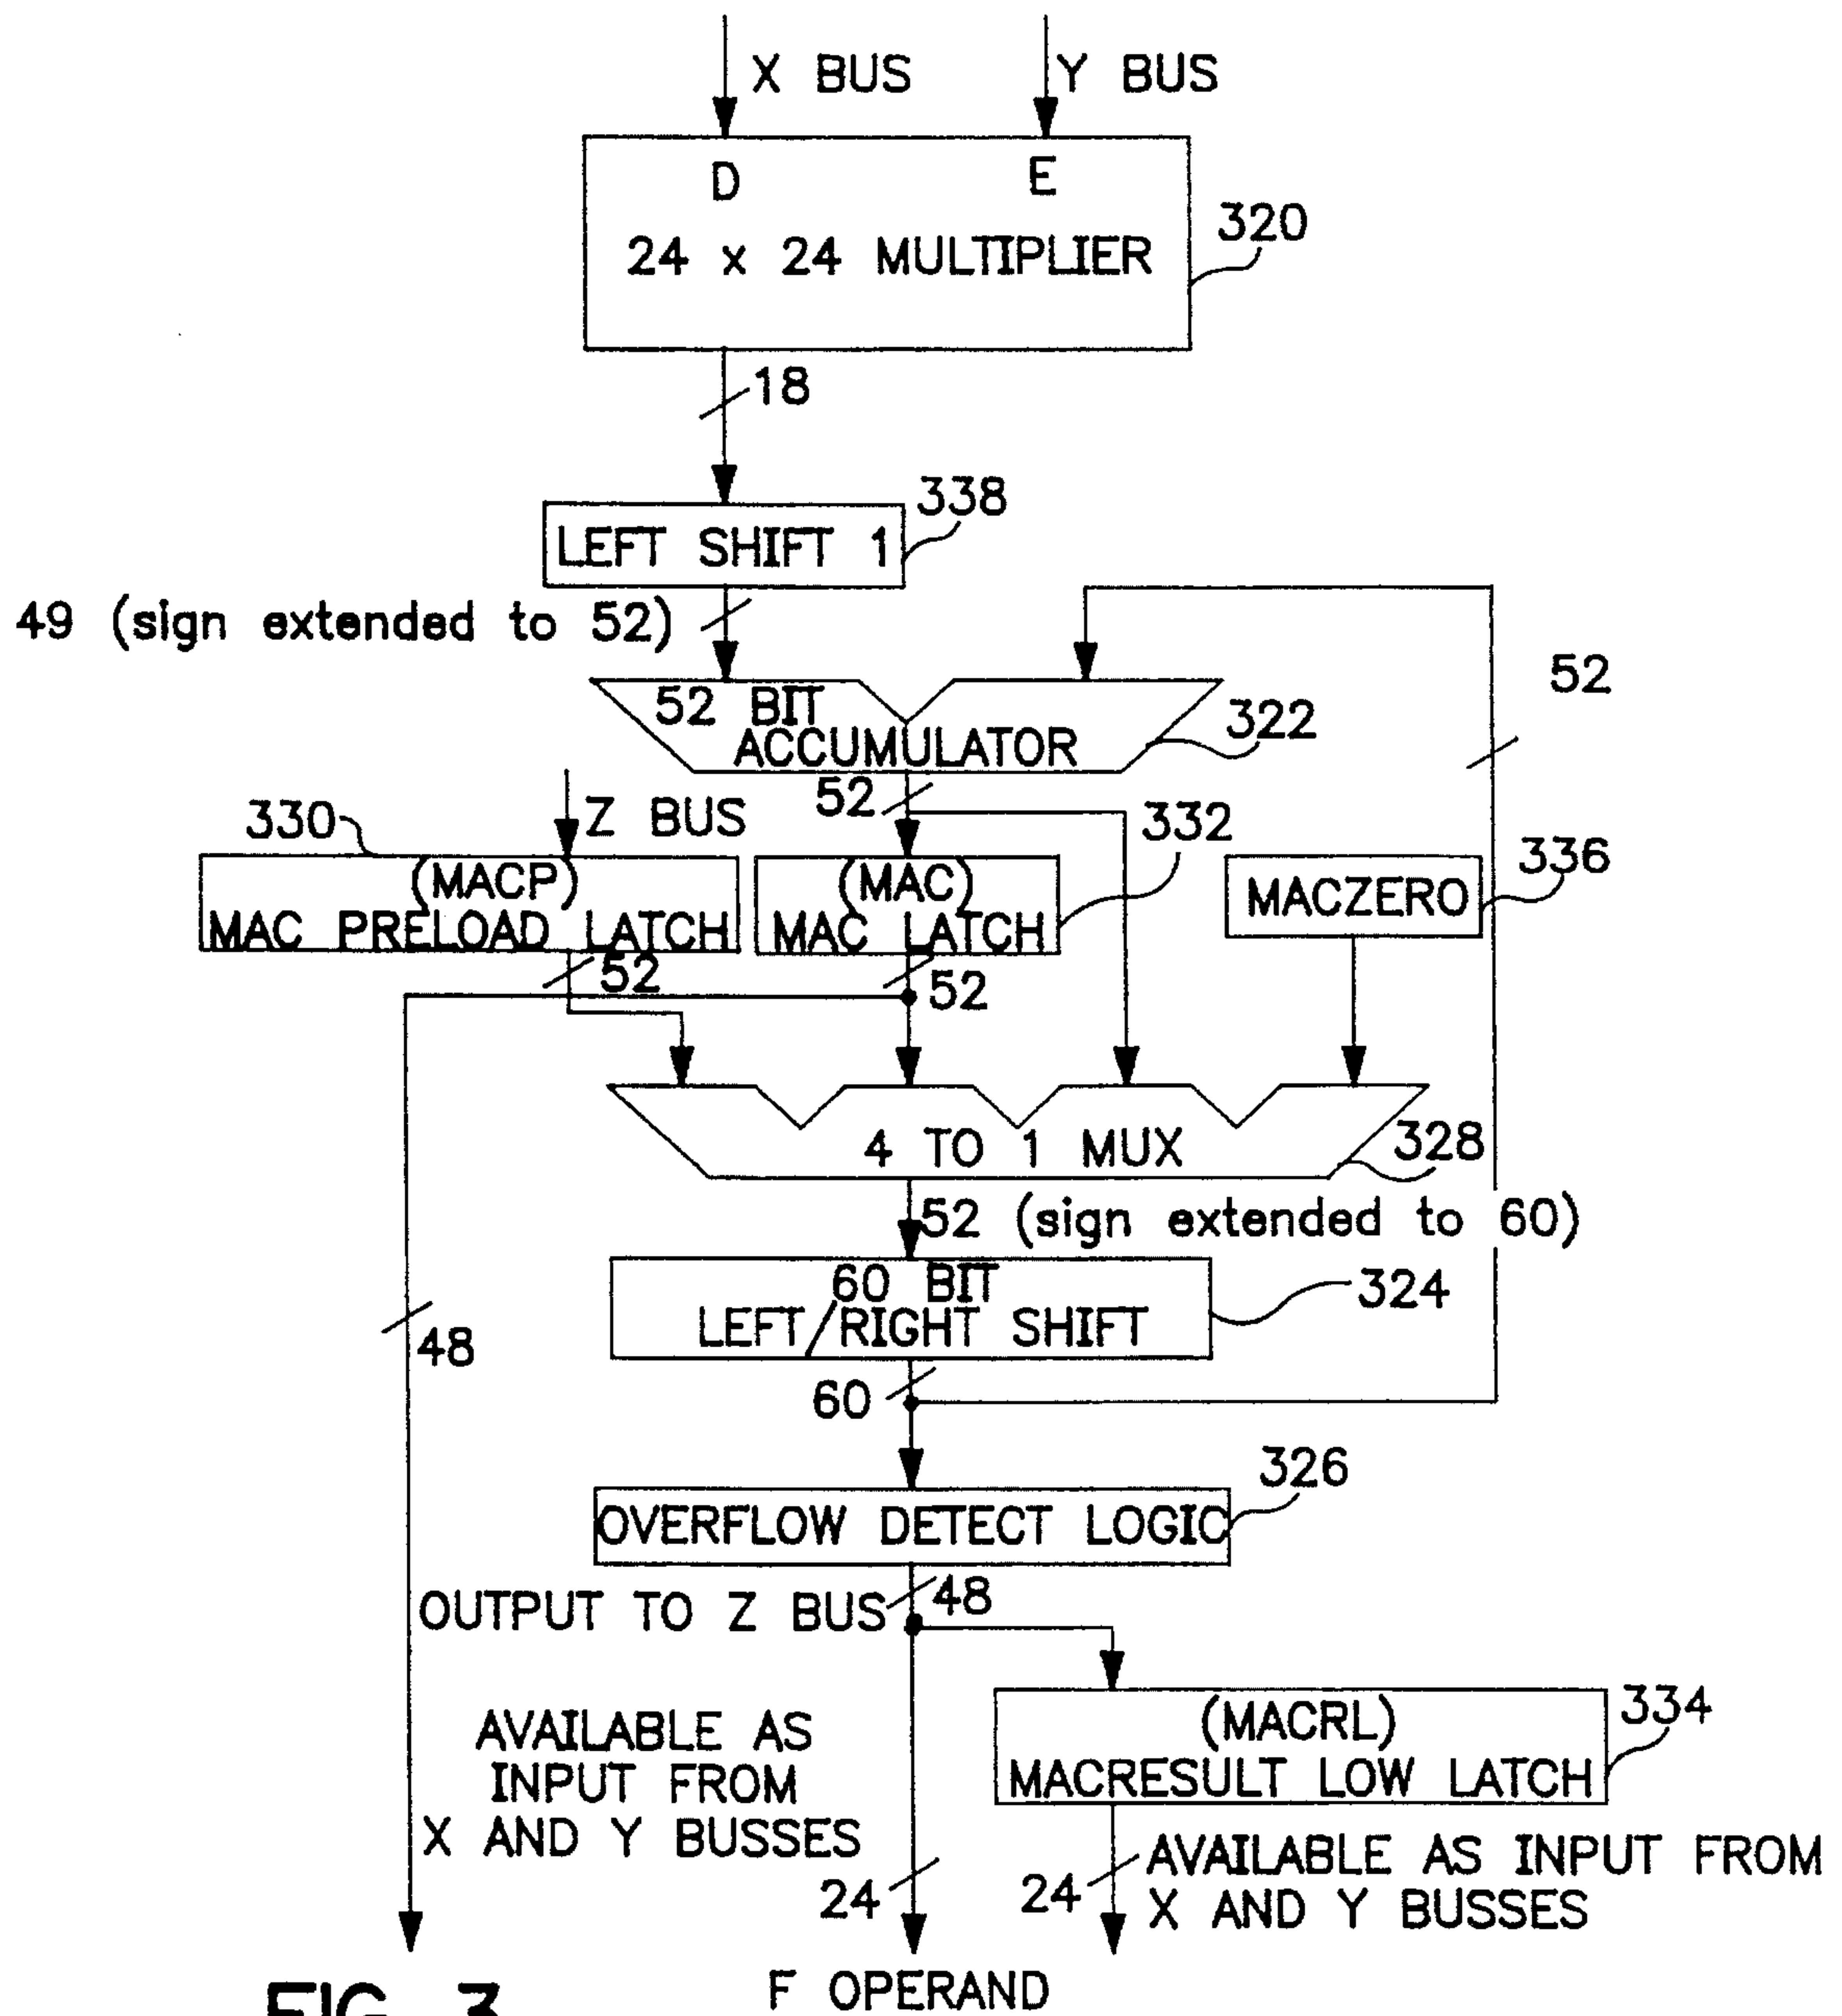 X BUS
Y BUS
D
E
24 x 24 MULTIPLIER
320
18
LEFT SHIFT 1
338
49 (sign extended to 52)
52
52 BIT
ACCUMULATOR
322
52
Z BUS
330
332
336
(MACP)
MAC PRELOAD LATCH
(MAC)
MAC LATCH
MACZERO
52
52
4 TO 1 MUX
328
52 (sign extended to 60)
60 BIT
LEFT/RIGHT SHIFT
324
48
60
326
OVERFLOW DETECT LOGIC
48
OUTPUT TO Z BUS
(MACRL)
MACRESULT LOW LATCH
334
AVAILABLE AS
INPUT FROM
X AND Y BUSSES
24
24
AVAILABLE AS INPUT FROM
X AND Y BUSSES
F OPERAND
FIG. 3